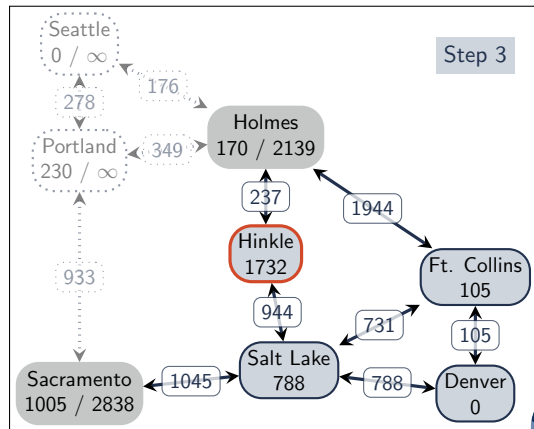 Seattle
0 / ∞
Step 3
176
278
Holmes
170 / 2139
Portland
230 / ∞
349
237
1944
Hinkle
1732
Ft. Collins
105
933
944
731
105
Salt Lake
788
1045
788
Sacramento
1005 / 2838
Denver
0